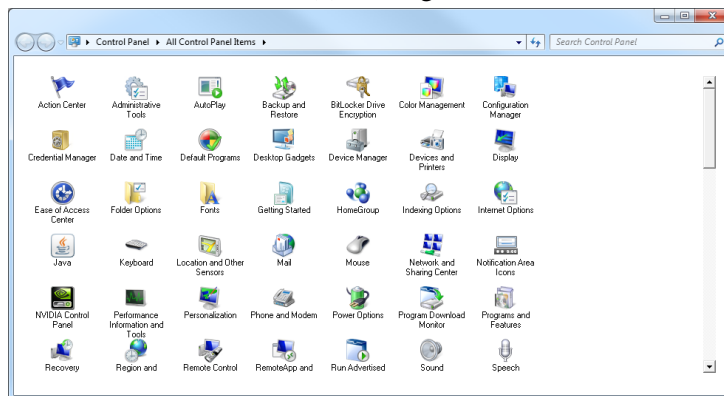 Control Panel All Control Panel Items Search Control Panel
Action Center Administrative Tools AutoPlay Backup and Restore BitLocker Drive Encryption Color Management Configuration Manager
Credential Manager Date and Time Default Programs Desktop Gadgets Device Manager Devices and Printers Display
Ease of Access Center Folder Options Fonts Getting Started HomeGroup Indexing Options Internet Options
Java Keyboard Location and Other Sensors Mail Mouse Network and Sharing Center Notification Area Icons
NVIDIA Control Panel Performance Information and Tools Personalization Phone and Modem Power Options Program Download Monitor Programs and Features
Recovery Region and Remote Control RemoteApp and Run Advertised Sound Speech